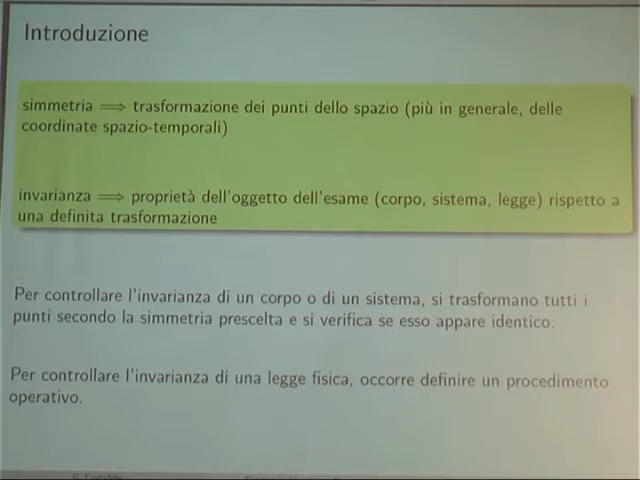 Introduzione
simmetria ⟹ trasformazione dei punti dello spazio (più in generale, delle
coordinate spazio-temporali)
invarianza ⟹ proprietà dell'oggetto dell'esame (corpo, sistema, legge) rispetto a
una definita trasformazione
Per controllare l'invarianza di un corpo o di un sistema, si trasformano tutti i
punti secondo la simmetria prescelta e si verifica se esso appare identico.
Per controllare l'invarianza di una legge fisica, occorre definire un procedimento
operativo.